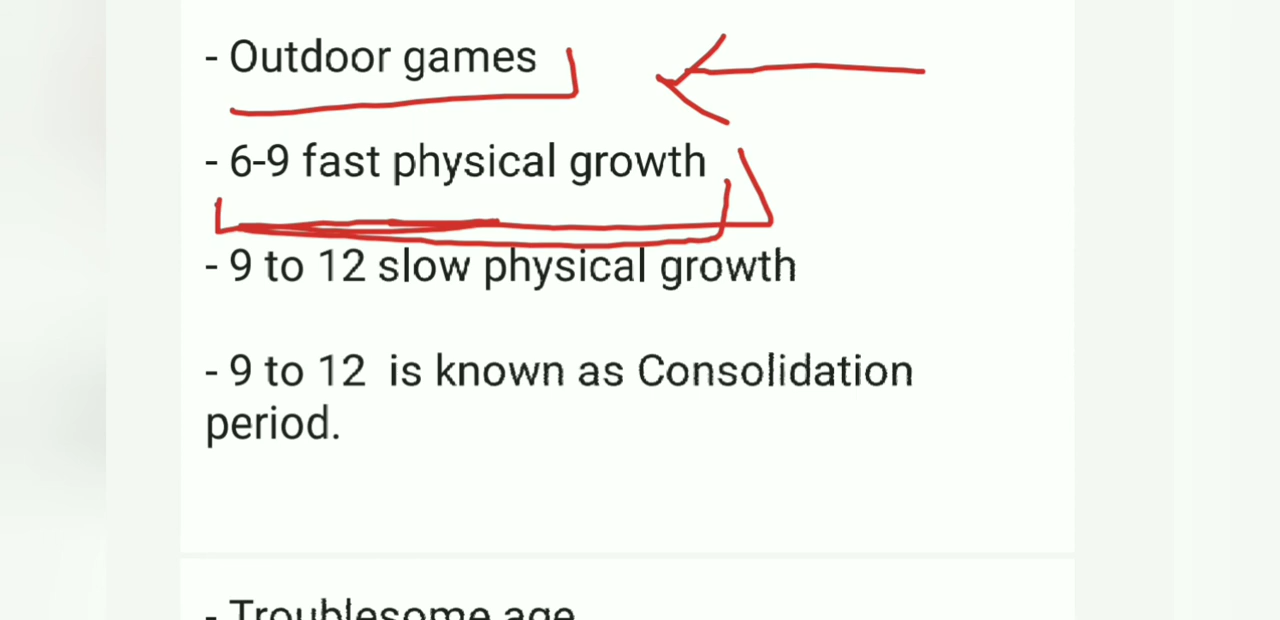 - Outdoor games
- 6-9 fast physical growth
- 9 to 12 slow physical growth
- 9 to 12 is known as Consolidation
period.
- Troublesome age